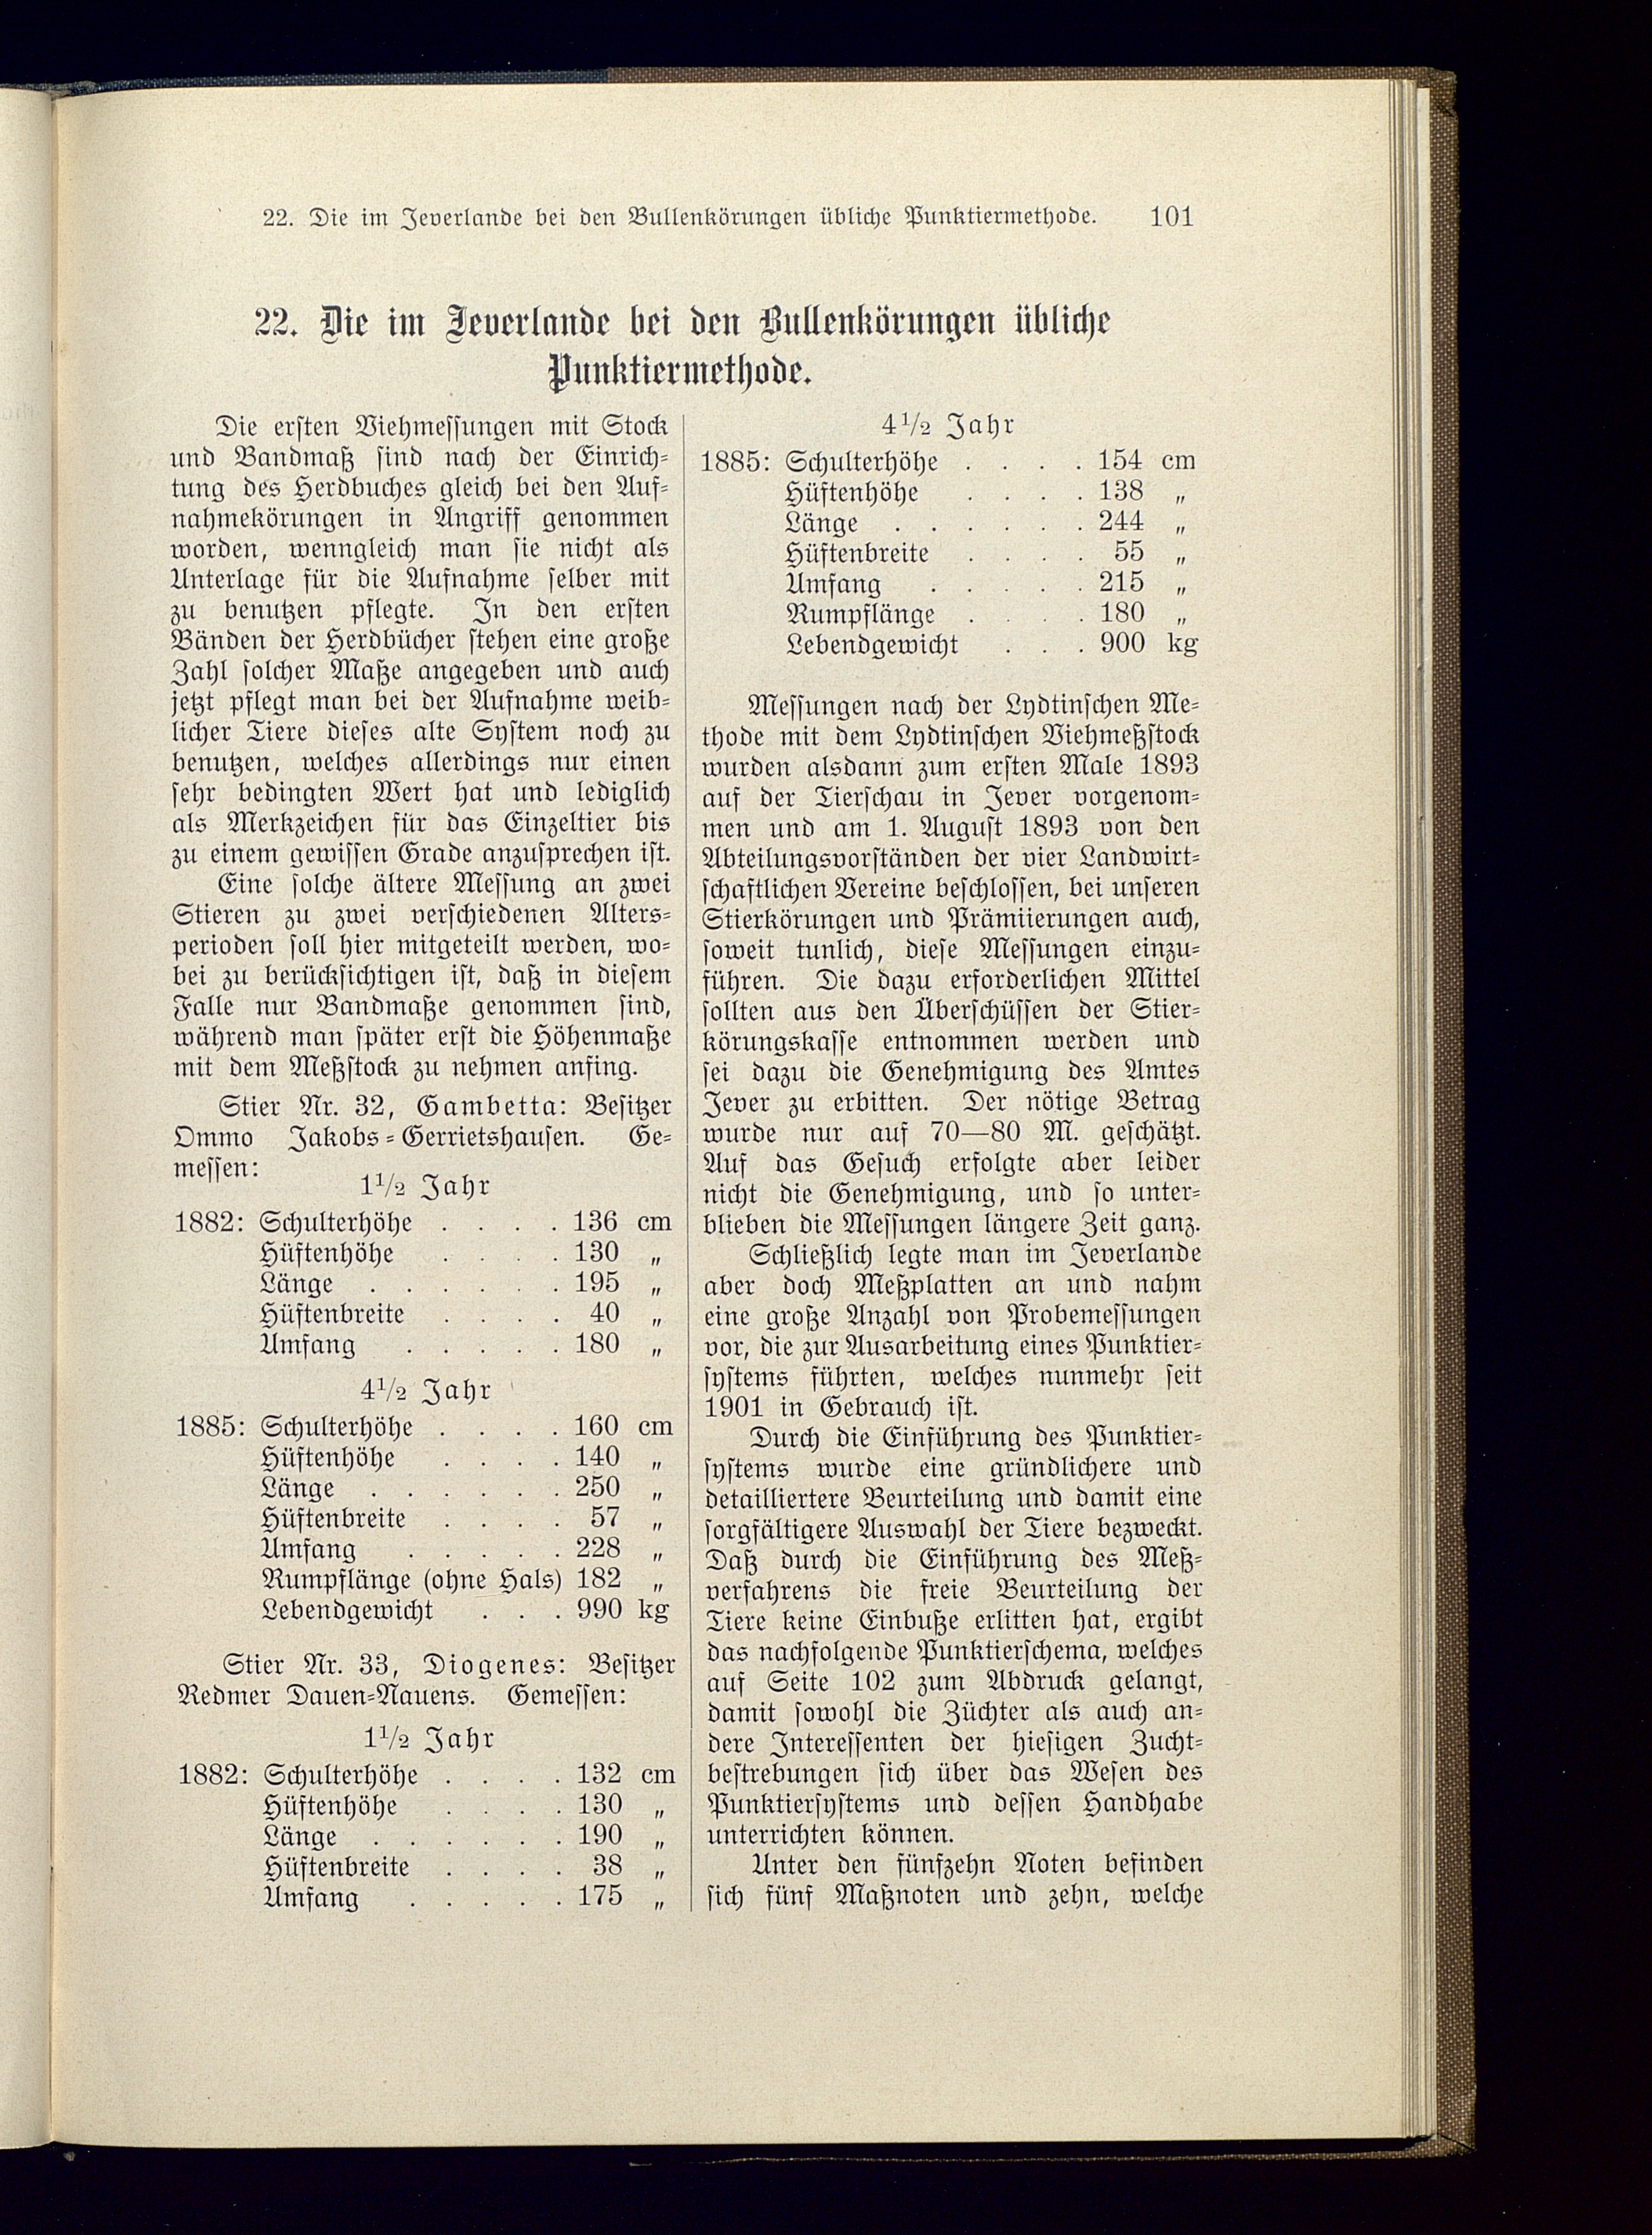 22. Die im Jeverlande bei den Bullenkörungen übliche Punktiermethode. 101
22. Die im Jeverlande bei den Bullenkörungen übliche
Punktiermethode.
Die ersten Viehmessungen mit Stock
und Bandmaß sind nach der Einrich-
tung des Herdbuches gleich bei den Auf-
nahmekörungen in Angriff genommen
worden, wenngleich man sie nicht als
Unterlage für die Aufnahme selber mit
zu benutzen pflegte. In den ersten
Bänden der Herdbücher stehen eine große
Zahl solcher Maße angegeben und auch
jetzt pflegt man bei der Aufnahme weib-
licher Tiere dieses alte System noch zu
benutzen, welches allerdings nur einen
sehr bedingten Wert hat und lediglich
als Merkzeichen für das Einzeltier bis
zu einem gewissen Grade anzusprechen ist.
Eine solche ältere Messung an zwei
Stieren zu zwei verschiedenen Alters-
perioden soll hier mitgeteilt werden, wo-
bei zu berücksichtigen ist, daß in diesem
Falle nur Bandmaße genommen sind,
während man später erst die Höhenmaße
mit dem Meßstock zu nehmen anfing.
Stier Nr. 32, Gambetta: Besitzer
Ommo Jakobs-Gerrietshausen. Ge-
messen:
1½ Jahr
1882: Schulterhöhe . . . . 136 cm
Hüftenhöhe . . . . 130 „
Länge . . . . . . 195 „
Hüftenbreite . . . . 40 „
Umfang . . . . . 180 „
4½ Jahr
1885: Schulterhöhe . . . . 160 cm
Hüftenhöhe . . . . 140 „
Länge . . . . . . 250 „
Hüftenbreite . . . . 57 „
Umfang . . . . . 228 „
Rumpflänge (ohne Hals) 182 „
Lebendgewicht . . . 990 kg
Stier Nr. 33, Diogenes: Besitzer
Redmer Dauen-Nauens. Gemessen:
1½ Jahr
1882: Schulterhöhe . . . . 132 cm
Hüftenhöhe . . . . 130 „
Länge . . . . . . 190 „
Hüftenbreite . . . . 38 „
Umfang . . . . . 175 „
4½ Jahr
1885: Schulterhöhe . . . . 154 cm
Hüftenhöhe . . . . 138 „
Länge . . . . . . 244 „
Hüftenbreite . . . . 55 „
Umfang . . . . . 215 „
Rumpflänge . . . . 180 „
Lebendgewicht . . . 900 kg
Messungen nach der Lydtinschen Me-
thode mit dem Lydtinschen Viehmeßstock
wurden alsdann zum ersten Male 1893
auf der Tierschau in Jever vorgenom-
men und am 1. August 1893 von den
Abteilungsvorständen der vier Landwirt-
schaftlichen Vereine beschlossen, bei unseren
Stierkörungen und Prämiierungen auch,
soweit tunlich, diese Messungen einzu-
führen. Die dazu erforderlichen Mittel
sollten aus den Überschüssen der Stier-
körungskasse entnommen werden und
sei dazu die Genehmigung des Amtes
Jever zu erbitten. Der nötige Betrag
wurde nur auf 70—80 M. geschätzt.
Auf das Gesuch erfolgte aber leider
nicht die Genehmigung, und so unter-
blieben die Messungen längere Zeit ganz.
Schließlich legte man im Jeverlande
aber doch Meßplatten an und nahm
eine große Anzahl von Probemessungen
vor, die zur Ausarbeitung eines Punktier-
systems führten, welches nunmehr seit
1901 in Gebrauch ist.
Durch die Einführung des Punktier-
systems wurde eine gründlichere und
detailliertere Beurteilung und damit eine
sorgfältigere Auswahl der Tiere bezweckt.
Daß durch die Einführung des Meß-
verfahrens die freie Beurteilung der
Tiere keine Einbuße erlitten hat, ergibt
das nachfolgende Punktierschema, welches
auf Seite 102 zum Abdruck gelangt,
damit sowohl die Züchter als auch an-
dere Interessenten der hiesigen Zucht-
bestrebungen sich über das Wesen des
Punktiersystems und dessen Handhabe
unterrichten können.
Unter den fünfzehn Noten befinden
sich fünf Maßnoten und zehn, welche